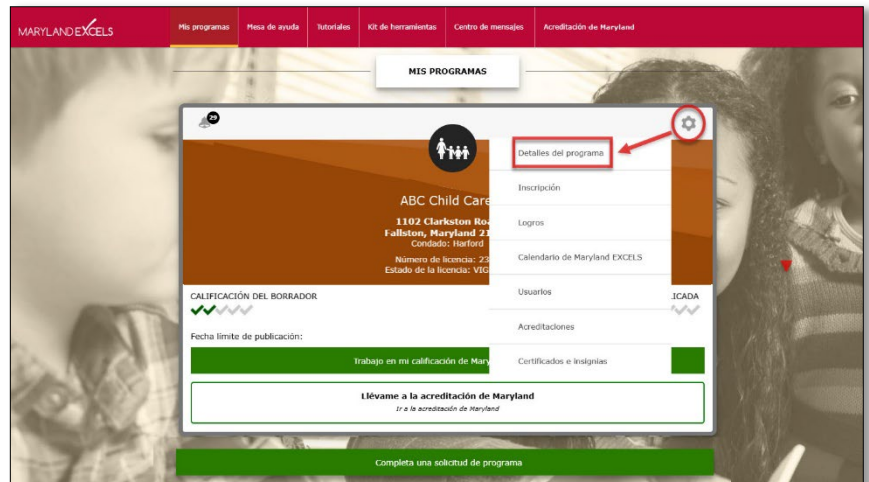 MARYLAND EXCELS
Mis programas
Mesa de ayuda
Tutoriales
Kit de herramientas
Centro de mensajes
Acreditación de Maryland
MIS PROGRAMAS
29
ABC Child Care
1102 Clarkston
Fallston, Maryland
Condado: Harford
Número de licencia: 23
Estado de la licencia: VIG
Detalles del programa
Inscripción
Logros
Calendario de Maryland EXCELS
Usuarios
Acreditaciones
Certificados e insignias
CALIFICACIÓN DEL BORRADOR
ICADA
Fecha límite de publicación:
Trabajo en mi calificación de Mary
Llévame a la acreditación de Maryland
Ir a la acreditación de Maryland
Completa una solicitud de programa